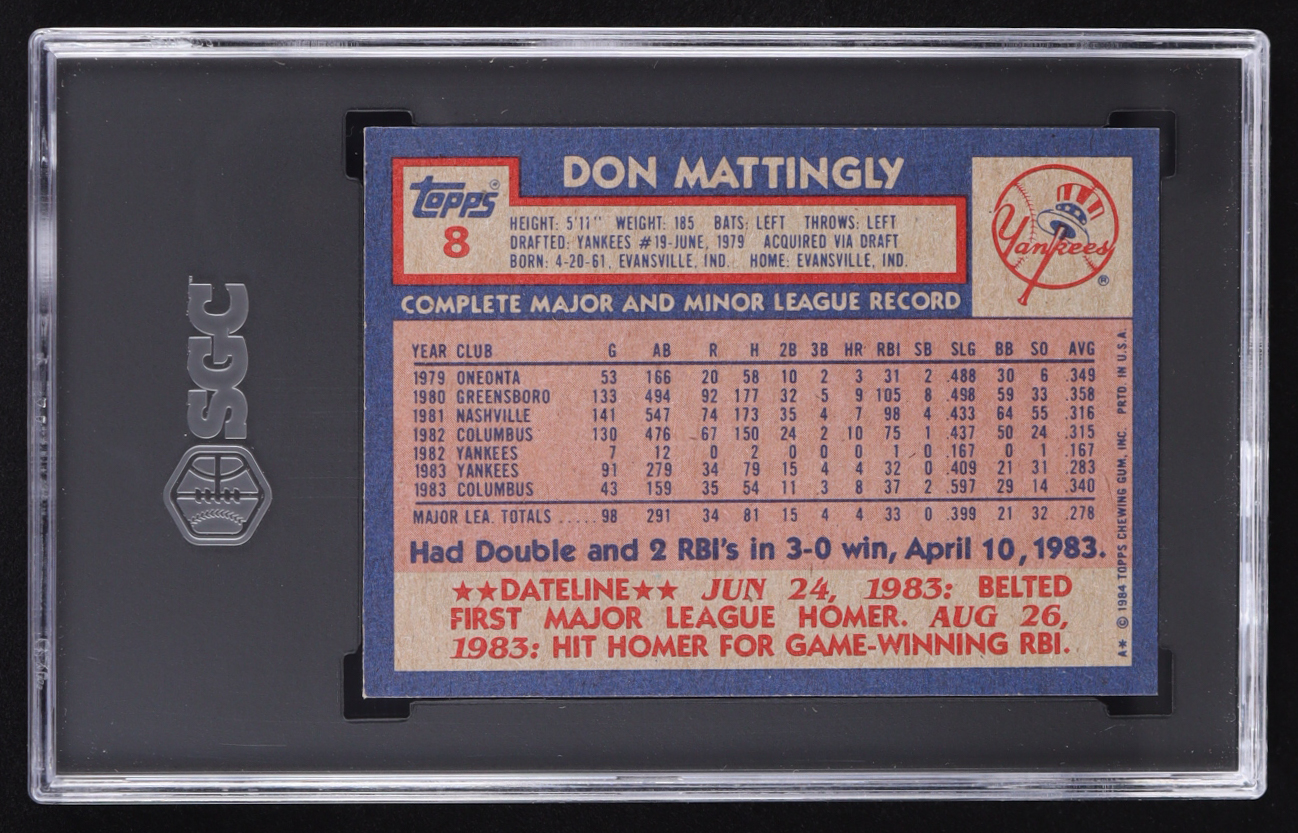 SGC
topps®
8
DON MATTINGLY
HEIGHT: 5'11" WEIGHT: 185 BATS: LEFT THROWS: LEFT
DRAFTED: YANKEES #19-JUNE, 1979 ACQUIRED VIA DRAFT
BORN: 4-20-61, EVANSVILLE, IND. HOME: EVANSVILLE, IND.
Yankees ®
COMPLETE MAJOR AND MINOR LEAGUE RECORD
YEAR CLUB G AB R H 2B 3B HR RBI SB SLG BB SO AVG
1979 ONEONTA 53 166 20 58 10 2 3 31 2 .488 30 6 .349
1980 GREENSBORO 133 494 92 177 32 5 9 105 8 .498 59 33 .358
1981 NASHVILLE 141 547 74 173 35 4 7 98 4 .433 64 55 .316
1982 COLUMBUS 130 476 67 150 24 2 10 75 1 .437 50 24 .315
1982 YANKEES 7 12 0 2 0 0 0 1 0 .167 0 1 .167
1983 YANKEES 91 279 34 79 15 4 4 32 0 .409 21 31 .283
1983 COLUMBUS 43 159 35 54 11 3 8 37 2 .597 29 14 .340
MAJOR LEA. TOTALS ..... 98 291 34 81 15 4 4 33 0 .399 21 32 .278
Had Double and 2 RBI's in 3-0 win, April 10, 1983.
★★DATELINE★★ JUN 24, 1983: BELTED
FIRST MAJOR LEAGUE HOMER. AUG 26,
1983: HIT HOMER FOR GAME-WINNING RBI.
A* © 1984 TOPPS CHEWING GUM, INC. PRTD. IN U.S.A.